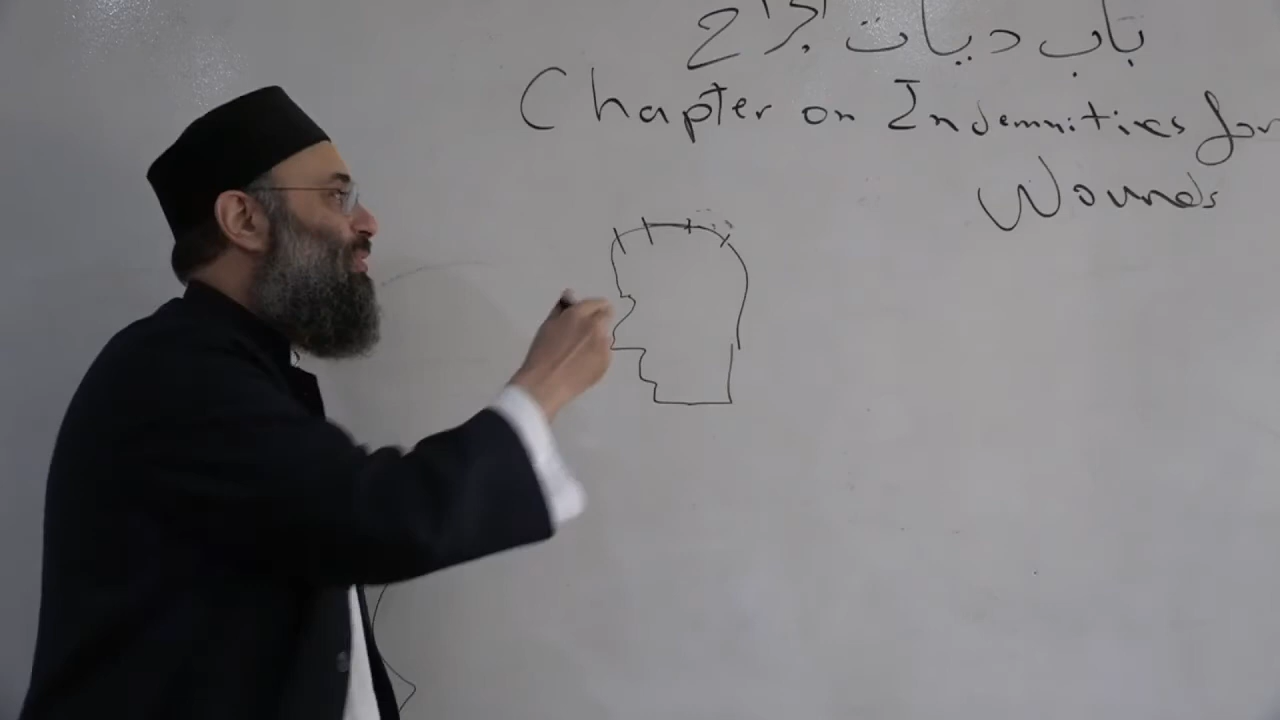 باب ديات الجراح
Chapter on Indemnities for
Wounds